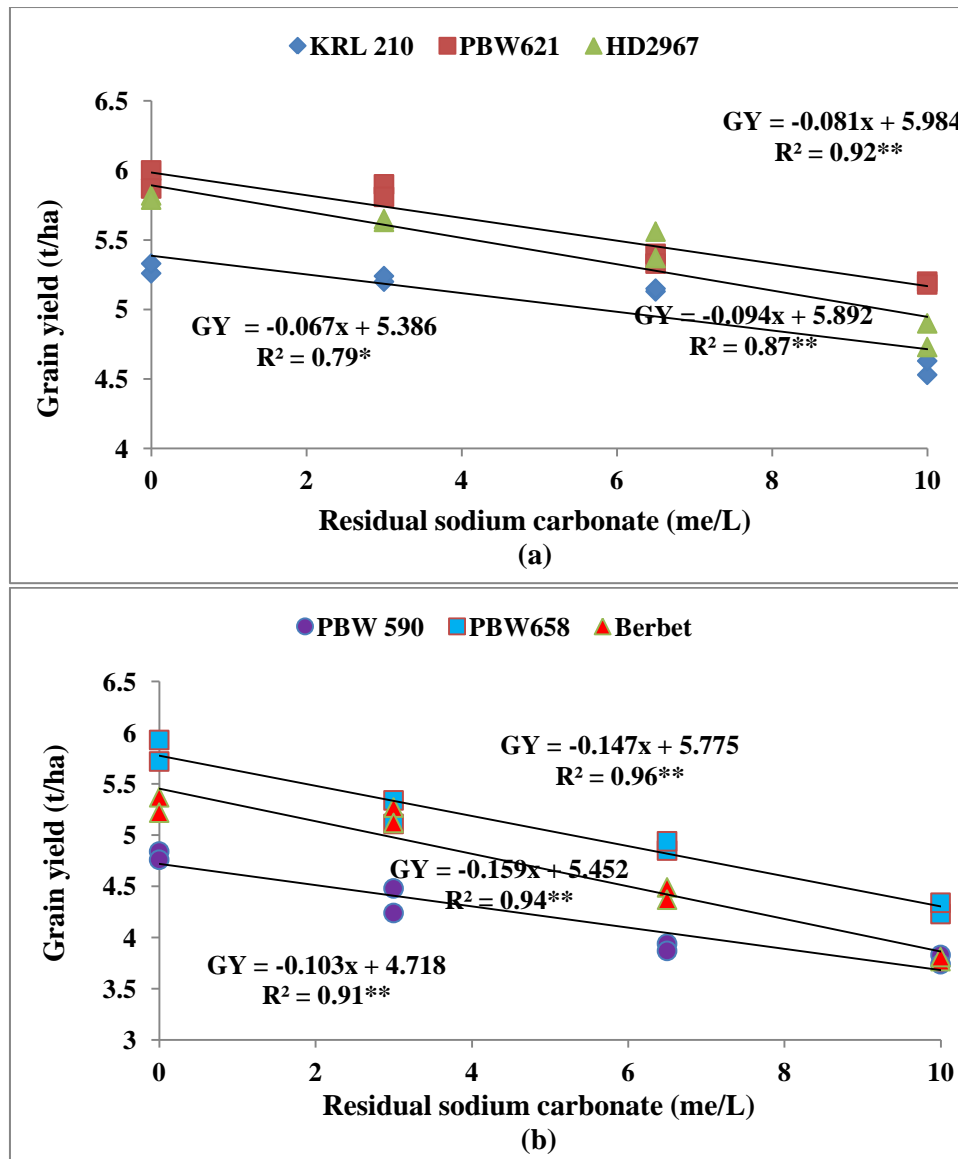 KRL 210 PBW621 HD2967
6.5
6
5.5
5
4.5
4
Grain yield (t/ha)
GY = -0.081x + 5.984
R² = 0.92**
GY = -0.067x + 5.386
R² = 0.79*
GY = -0.094x + 5.892
R² = 0.87**
0 2 4 6 8 10
Residual sodium carbonate (me/L)
(a)
PBW 590 PBW658 Berbet
6.5
6
5.5
5
4.5
4
3.5
3
Grain yield (t/ha)
GY = -0.147x + 5.775
R² = 0.96**
GY = -0.159x + 5.452
R² = 0.94**
GY = -0.103x + 4.718
R² = 0.91**
0 2 4 6 8 10
Residual sodium carbonate (me/L)
(b)